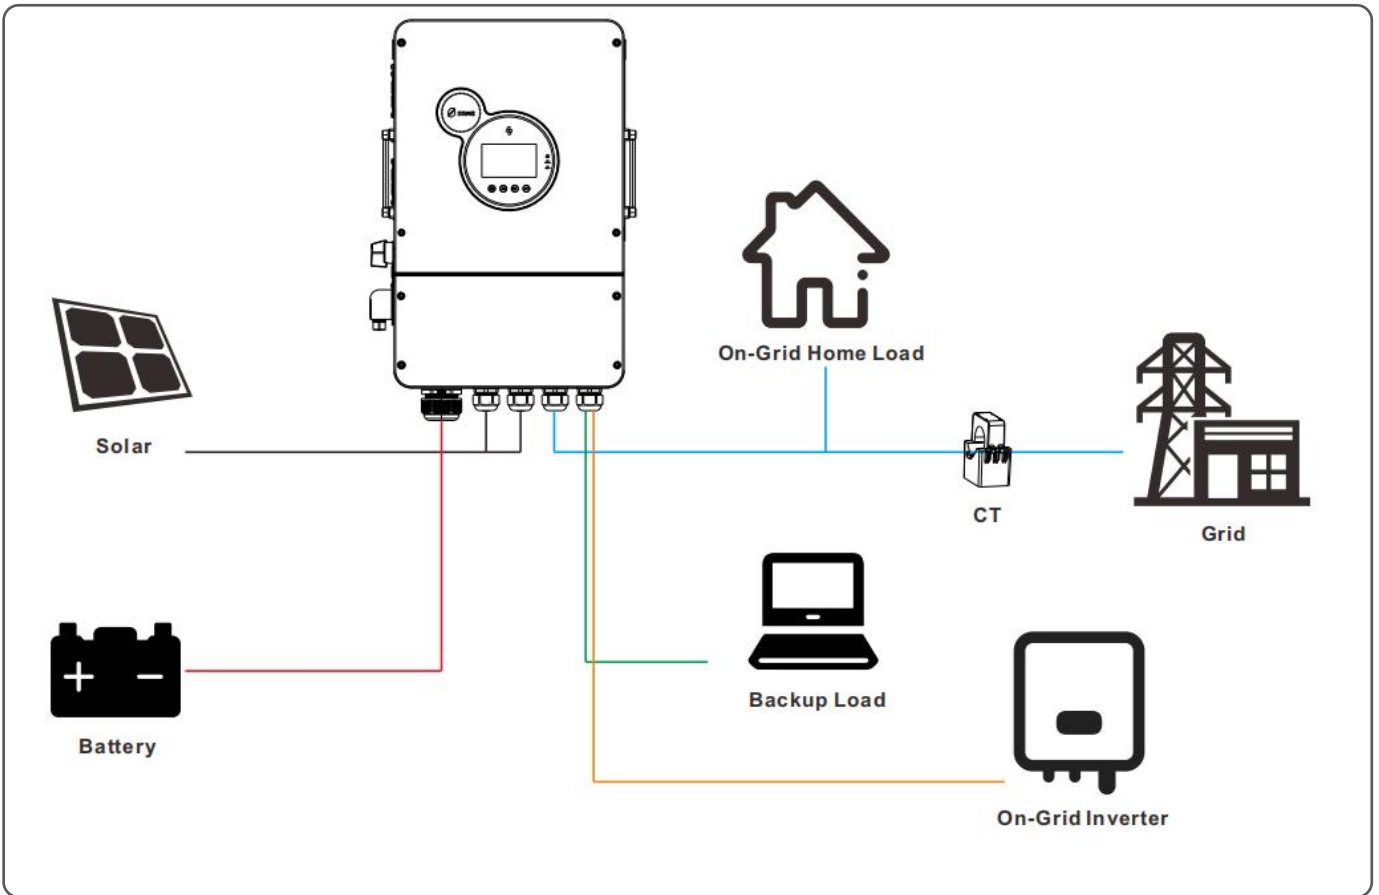 On-Grid Home Load
Solar
CT
Grid
Backup Load
Battery
On-Grid Inverter